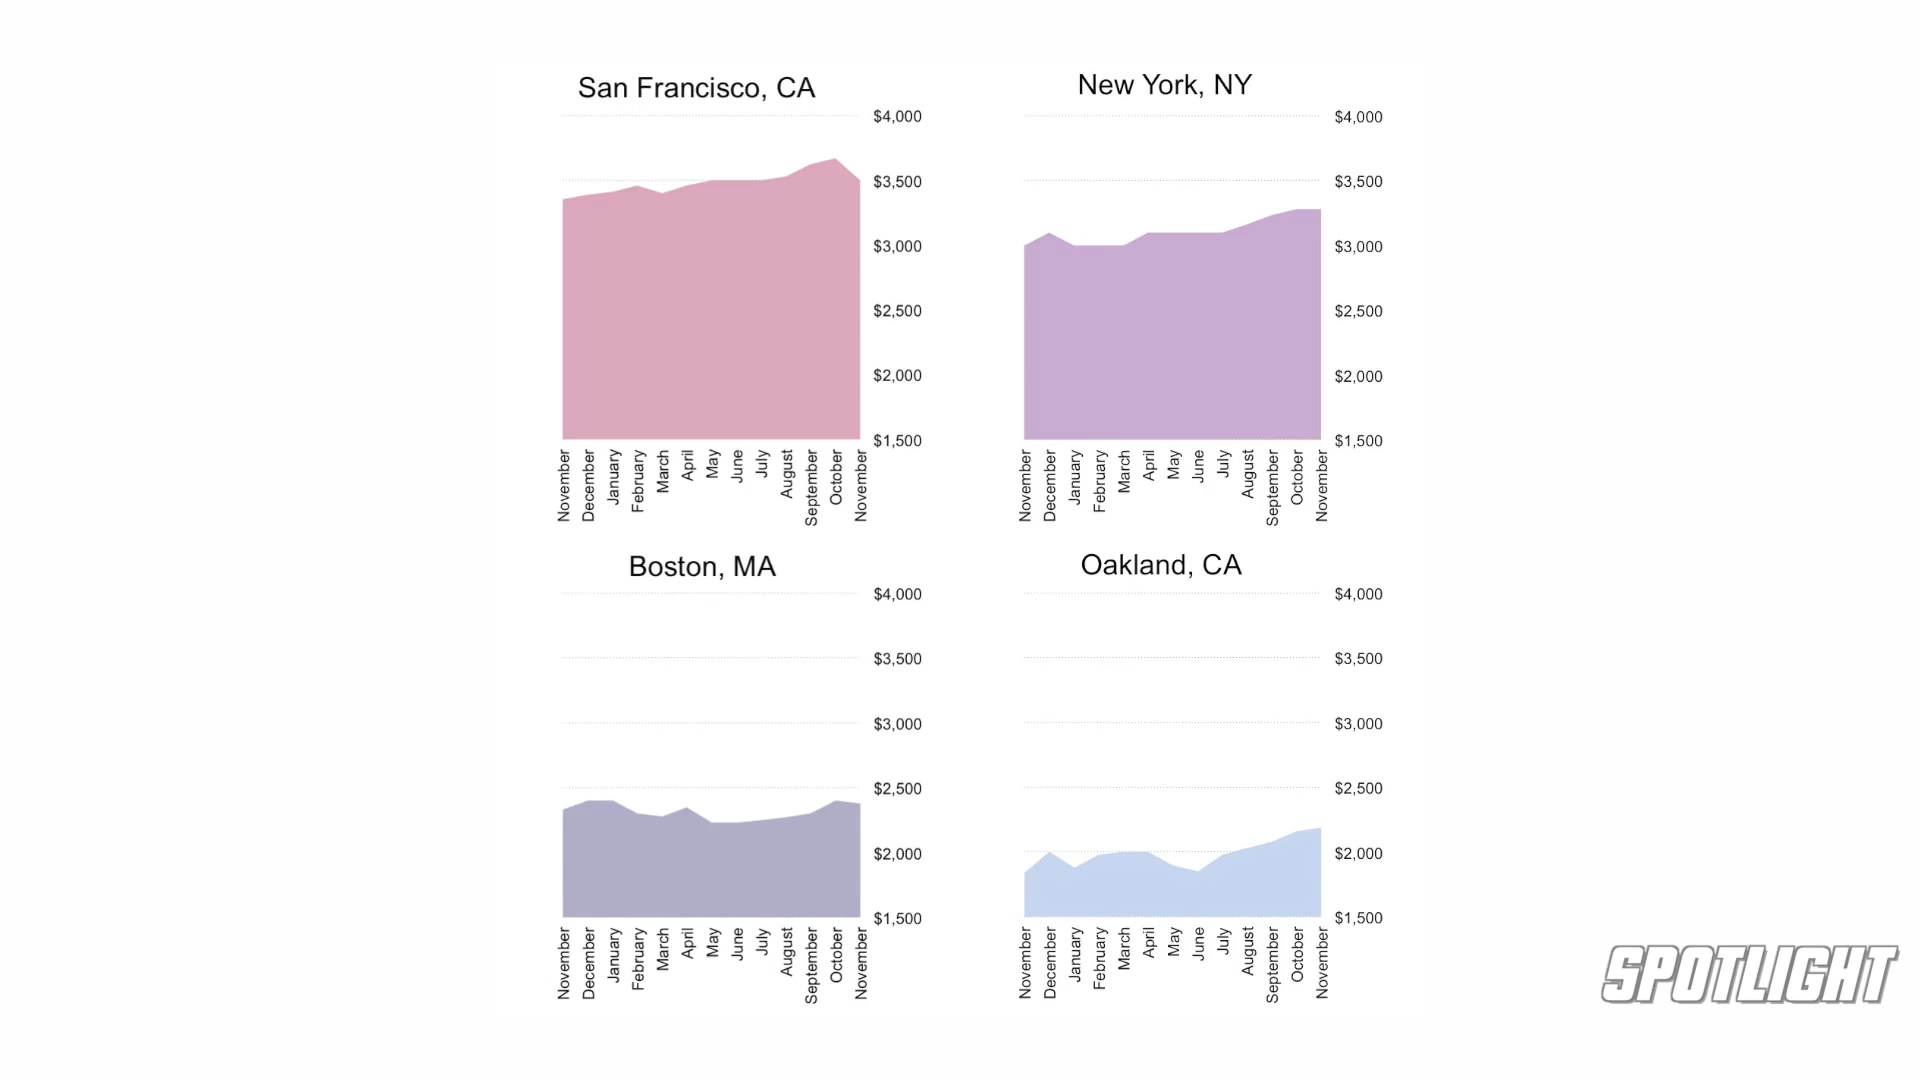 San Francisco, CA
$4,000
$3,500
$3,000
$2,500
$2,000
$1,500
November
December
January
February
March
April
May
June
July
August
September
October
November
New York, NY
$4,000
$3,500
$3,000
$2,500
$2,000
$1,500
November
December
January
February
March
April
May
June
July
August
September
October
November
Boston, MA
$4,000
$3,500
$3,000
$2,500
$2,000
$1,500
November
December
January
February
March
April
May
June
July
August
September
October
November
Oakland, CA
$4,000
$3,500
$3,000
$2,500
$2,000
$1,500
November
December
January
February
March
April
May
June
July
August
September
October
November
SPOTLIGHT